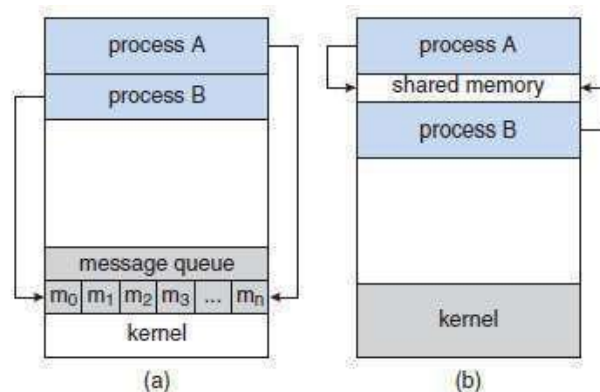 process A
process B
message queue
m0 m1 m2 m3 ... mn
kernel
(a)
process A
shared memory
process B
kernel
(b)